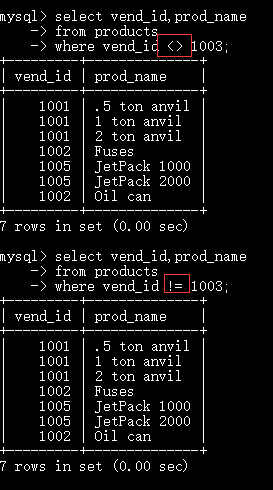 mysql> select vend_id,prod_name
-> from products
-> where vend_id <> 1003;
+---------+--------------+
| vend_id | prod_name |
+---------+--------------+
| 1001 | .5 ton anvil |
| 1001 | 1 ton anvil |
| 1001 | 2 ton anvil |
| 1002 | Fuses |
| 1005 | JetPack 1000 |
| 1005 | JetPack 2000 |
| 1002 | Oil can |
+---------+--------------+
7 rows in set (0.00 sec)
mysql> select vend_id,prod_name
-> from products
-> where vend_id != 1003;
+---------+--------------+
| vend_id | prod_name |
+---------+--------------+
| 1001 | .5 ton anvil |
| 1001 | 1 ton anvil |
| 1001 | 2 ton anvil |
| 1002 | Fuses |
| 1005 | JetPack 1000 |
| 1005 | JetPack 2000 |
| 1002 | Oil can |
+---------+--------------+
7 rows in set (0.00 sec)